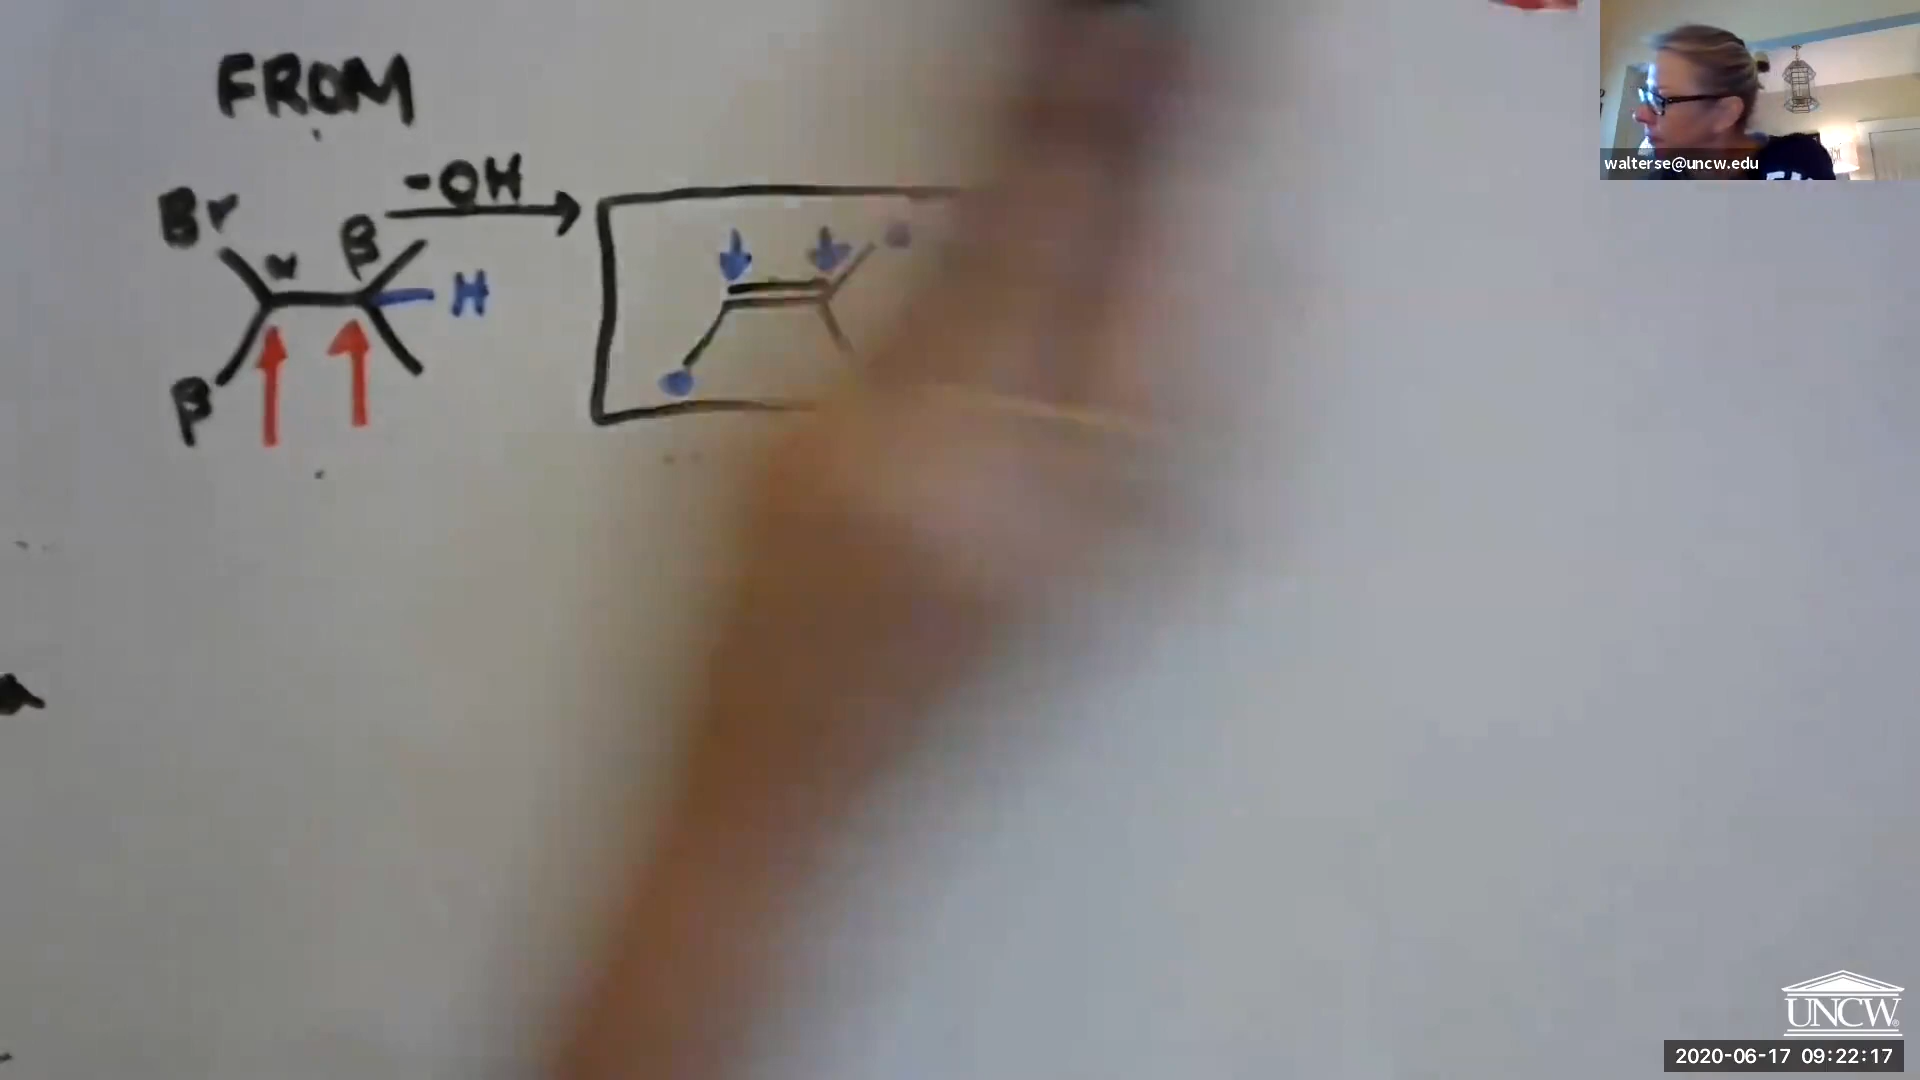 FROM
-OH
Br
α
β
H
β
walterse@uncw.edu
UNCW
2020-06-17 09:22:17